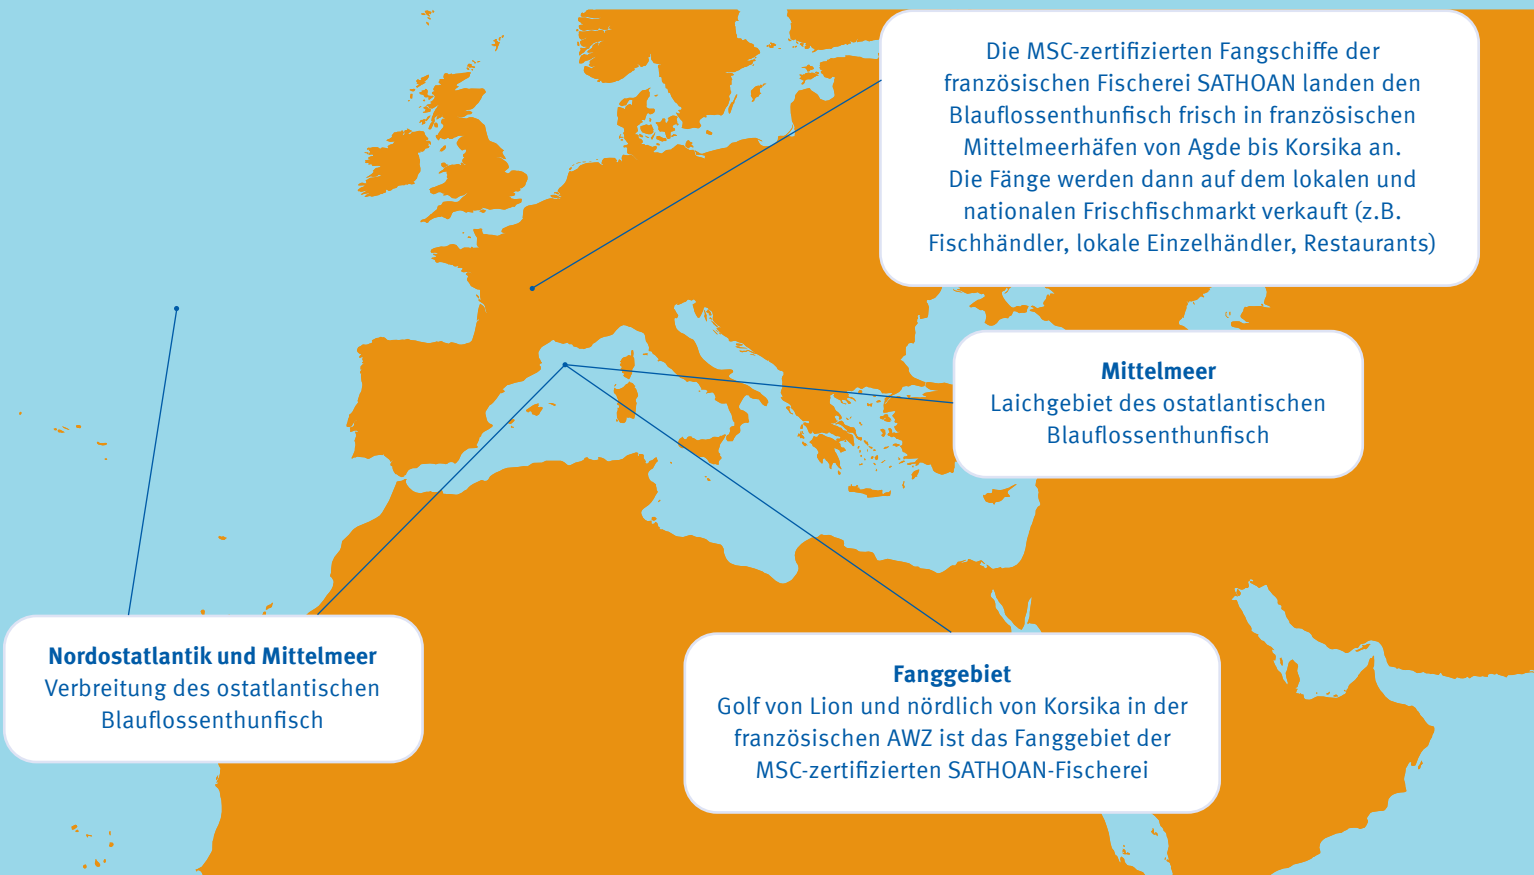 Die MSC-zertifizierten Fangschiffe der
französischen Fischerei SATHOAN landen den
Blauflossenthunfisch frisch in französischen
Mittelmeerhäfen von Agde bis Korsika an.
Die Fänge werden dann auf dem lokalen und
nationalen Frischfischmarkt verkauft (z.B.
Fischhändler, lokale Einzelhändler, Restaurants)
Mittelmeer
Laichgebiet des ostatlantischen
Blauflossenthunfisch
Nordostatlantik und Mittelmeer
Verbreitung des ostatlantischen
Blauflossenthunfisch
Fanggebiet
Golf von Lion und nördlich von Korsika in der
französischen AWZ ist das Fanggebiet der
MSC-zertifizierten SATHOAN-Fischerei